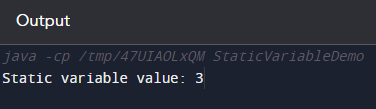 Output
java -cp /tmp/47UIAOLxQM StaticVariableDemo
Static variable value: 3